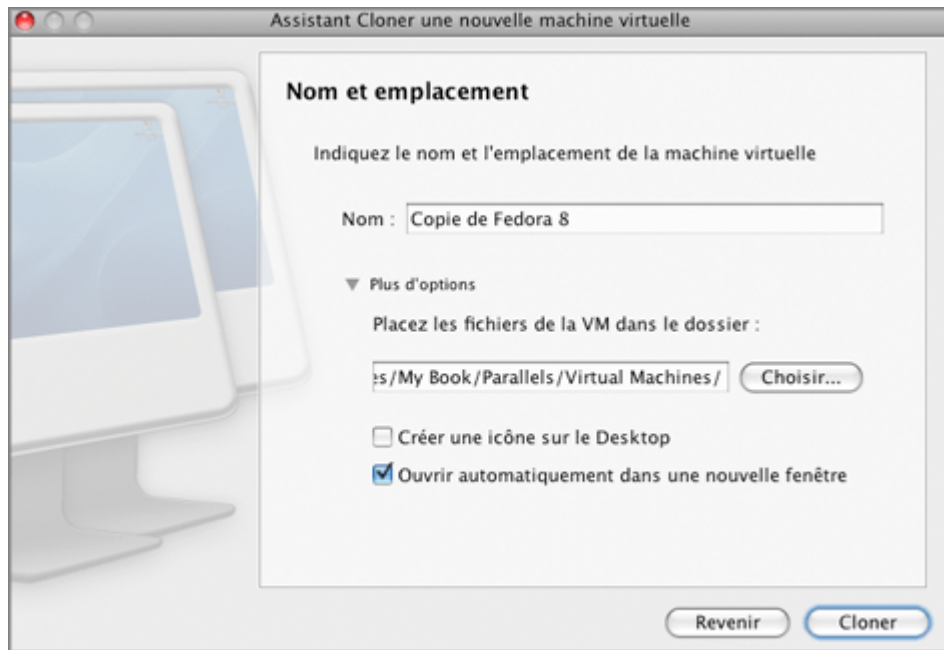 Assistant Cloner une nouvelle machine virtuelle
Nom et emplacement
Indiquez le nom et l'emplacement de la machine virtuelle
Nom : Copie de Fedora 8
Plus d'options
Placez les fichiers de la VM dans le dossier :
es/My Book/Parallels/Virtual Machines/ Choisir...
Créer une icône sur le Desktop
Ouvrir automatiquement dans une nouvelle fenêtre
Revenir Cloner